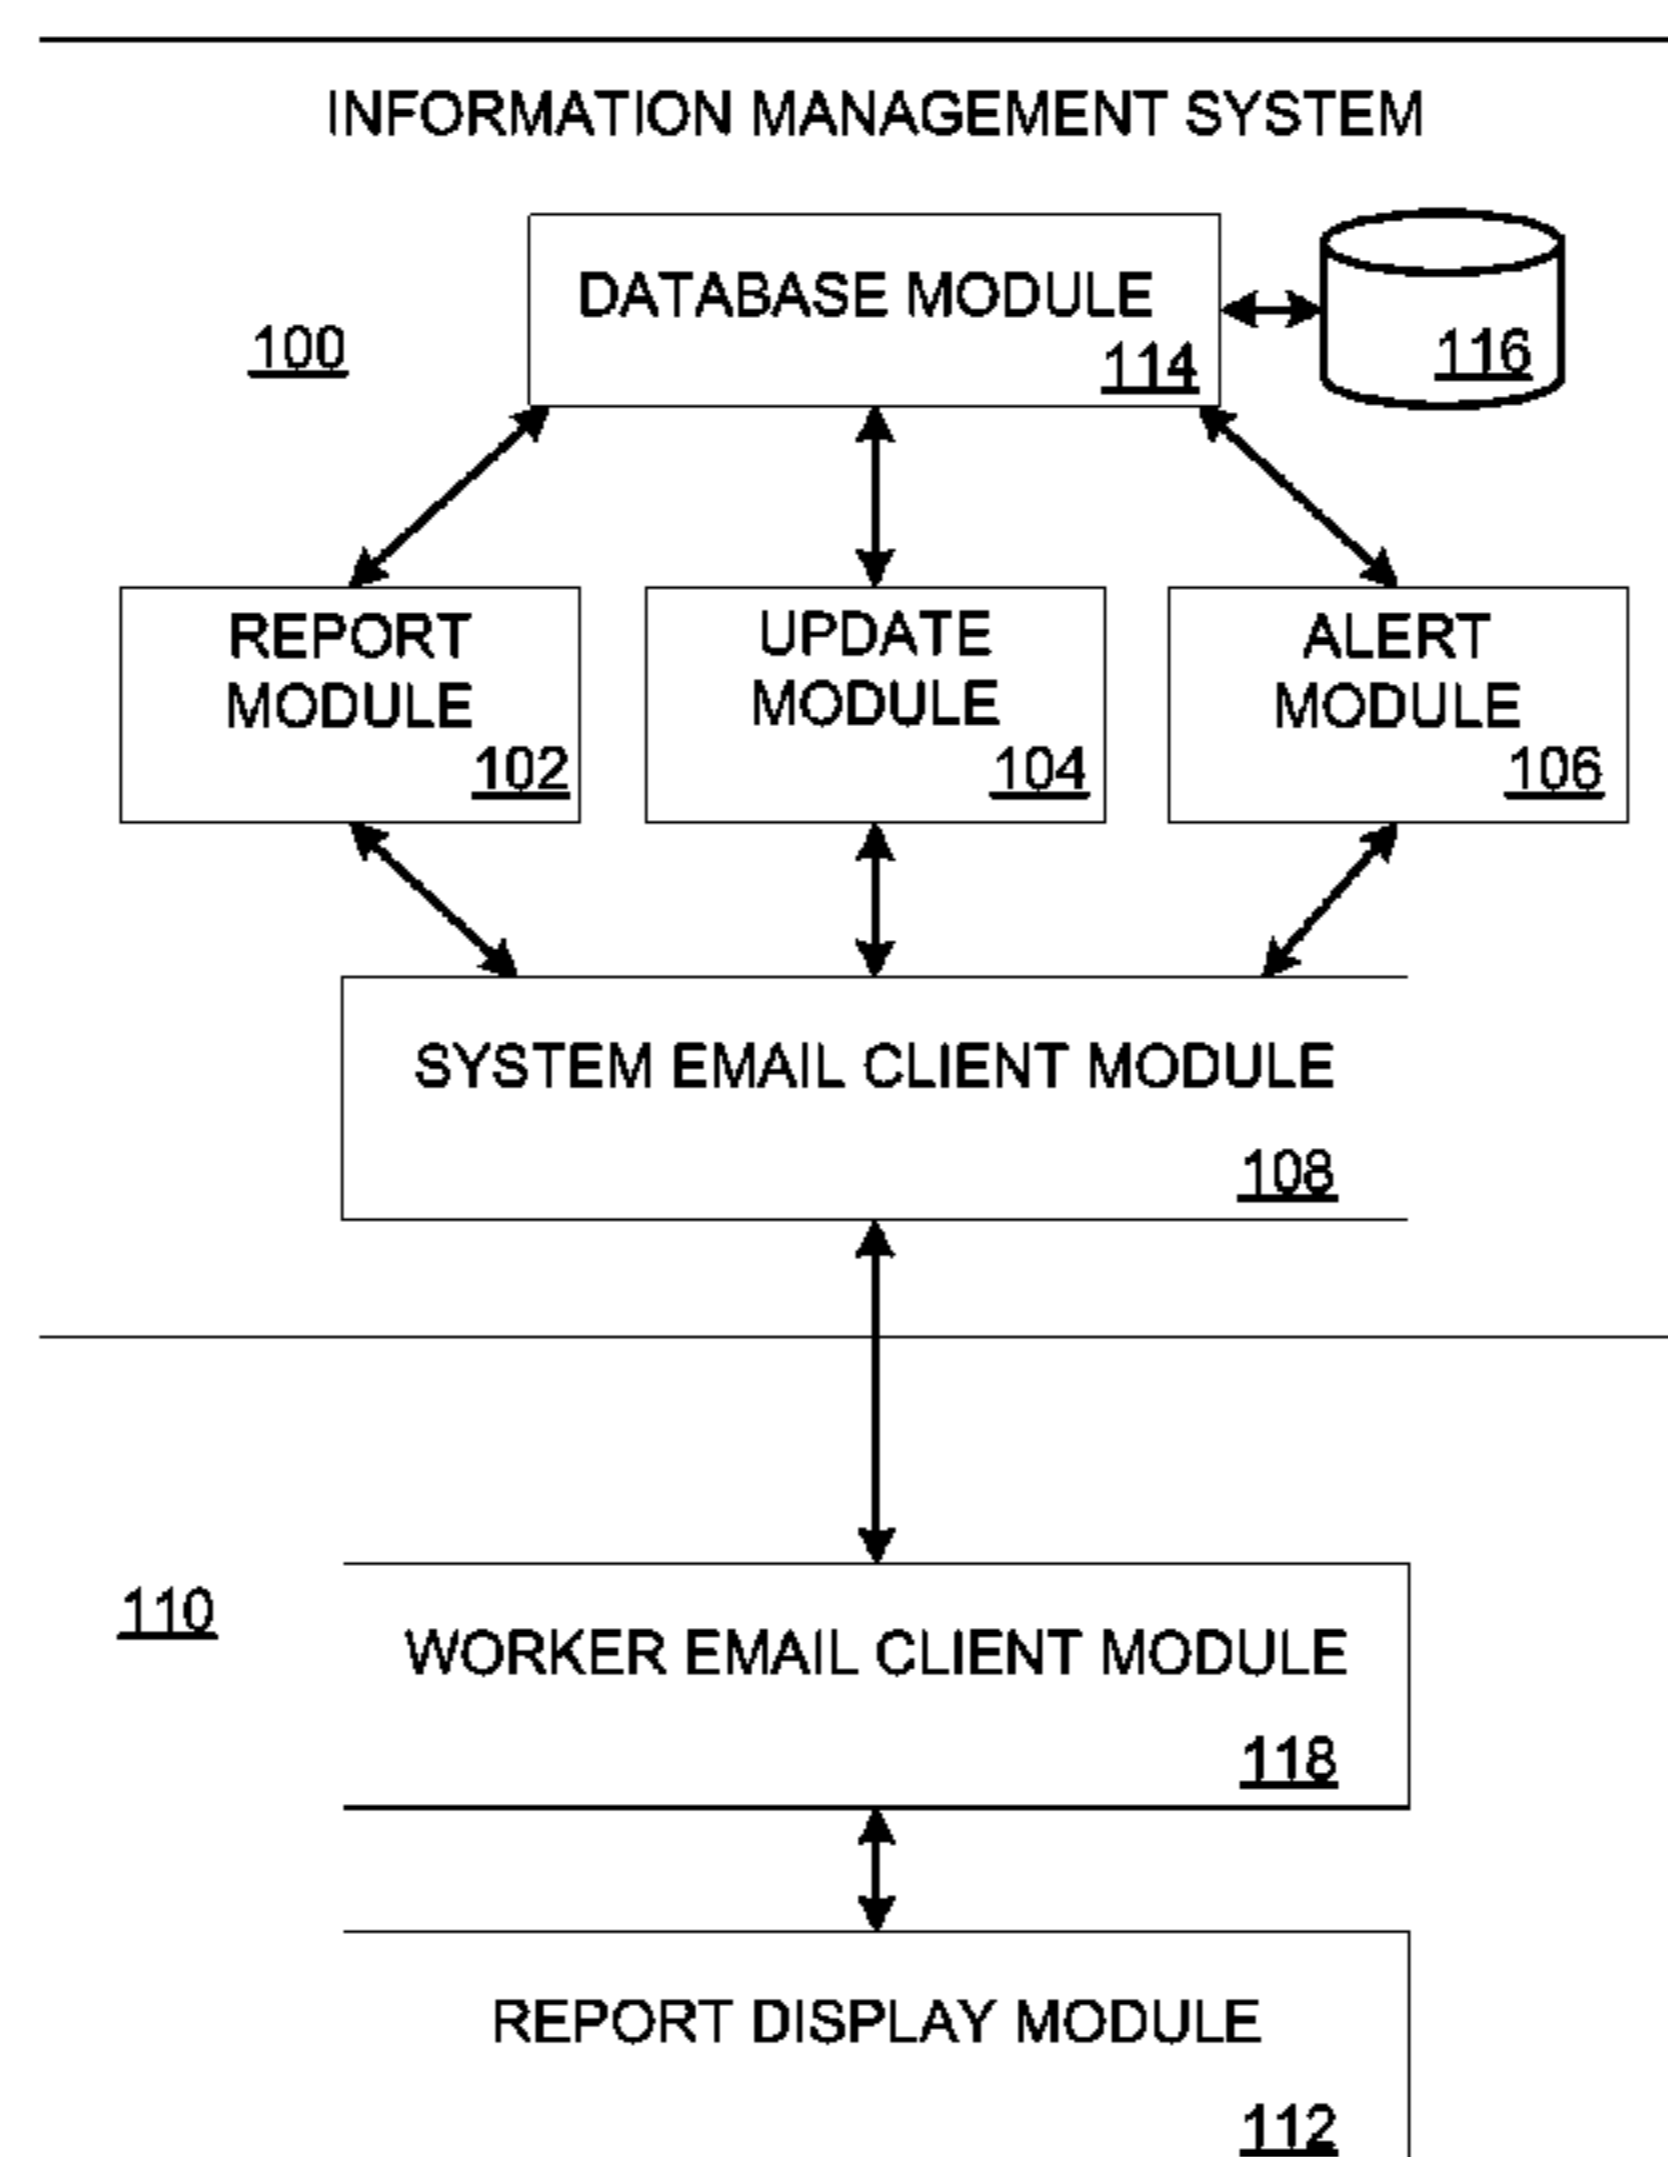 INFORMATION MANAGEMENT SYSTEM
DATABASE MODULE
114
116
100
REPORT
MODULE
102
UPDATE
MODULE
104
ALERT
MODULE
106
SYSTEM EMAIL CLIENT MODULE
108
110
WORKER EMAIL CLIENT MODULE
118
REPORT DISPLAY MODULE
112